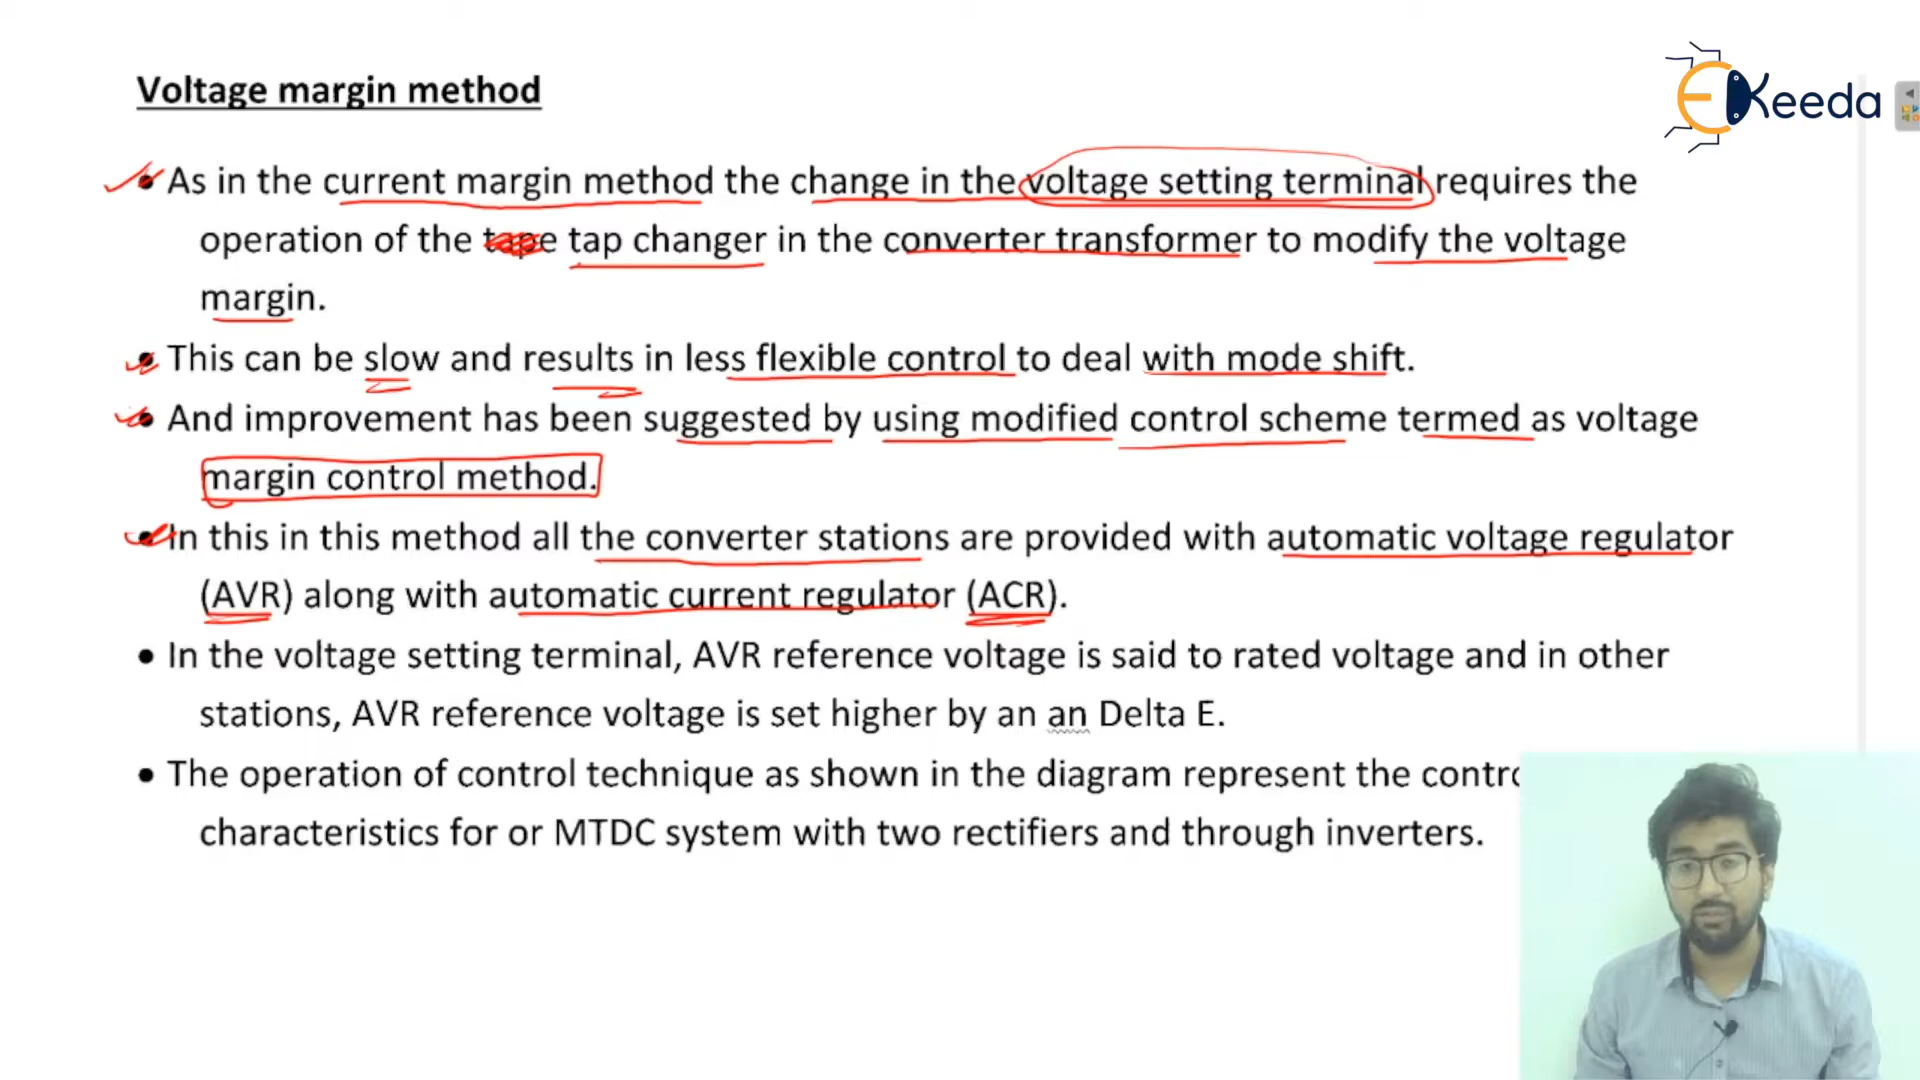 Voltage margin method
EKeeda
• As in the current margin method the change in the voltage setting terminal requires the
operation of the tape tap changer in the converter transformer to modify the voltage
margin.
• This can be slow and results in less flexible control to deal with mode shift.
• And improvement has been suggested by using modified control scheme termed as voltage
margin control method.
• In this in this method all the converter stations are provided with automatic voltage regulator
(AVR) along with automatic current regulator (ACR).
• In the voltage setting terminal, AVR reference voltage is said to rated voltage and in other
stations, AVR reference voltage is set higher by an an Delta E.
• The operation of control technique as shown in the diagram represent the contro
characteristics for or MTDC system with two rectifiers and through inverters.